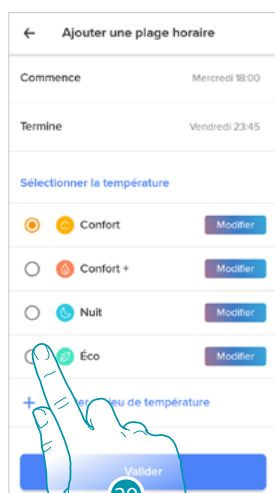 ← Ajouter une plage horaire
Commence Mercredi 18:00
Termine Vendredi 23:45
Sélectionner la température
Confort Modifier
Confort + Modifier
Nuit Modifier
Éco Modifier
+ de température
Valider